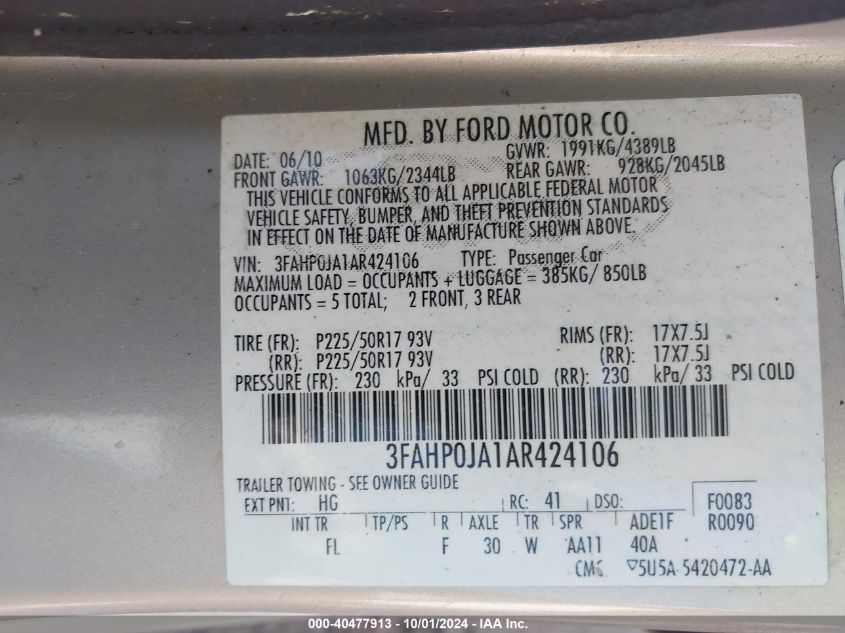 MFD. BY FORD MOTOR CO.
DATE: 06/10 GVWR: 1991KG/4389LB
FRONT GAWR: 1063KG/2344LB REAR GAWR: 928KG/2045LB
THIS VEHICLE CONFORMS TO ALL APPLICABLE FEDERAL MOTOR
VEHICLE SAFETY, BUMPER, AND THEFT PREVENTION STANDARDS
IN EFFECT ON THE DATE OF MANUFACTURE SHOWN ABOVE.
VIN: 3FAHP0JA1AR424106 TYPE: Passenger Car
MAXIMUM LOAD = OCCUPANTS + LUGGAGE = 385KG/ 850LB
OCCUPANTS = 5 TOTAL; 2 FRONT, 3 REAR
TIRE (FR): P225/50R17 93V RIMS (FR): 17X7.5J
(RR): P225/50R17 93V (RR): 17X7.5J
PRESSURE (FR): 230 kPa/ 33 PSI COLD (RR): 230 kPa/ 33 PSI COLD
3FAHP0JA1AR424106
TRAILER TOWING - SEE OWNER GUIDE
EXT PNT: HG RC: 41 DSO: F0083
INT TR TP/PS R AXLE TR SPR ADE1F R0090
FL F 30 W AA11 40A
5U5A 5420472-AA
000-40477913 - 10/01/2024 - IAA Inc.